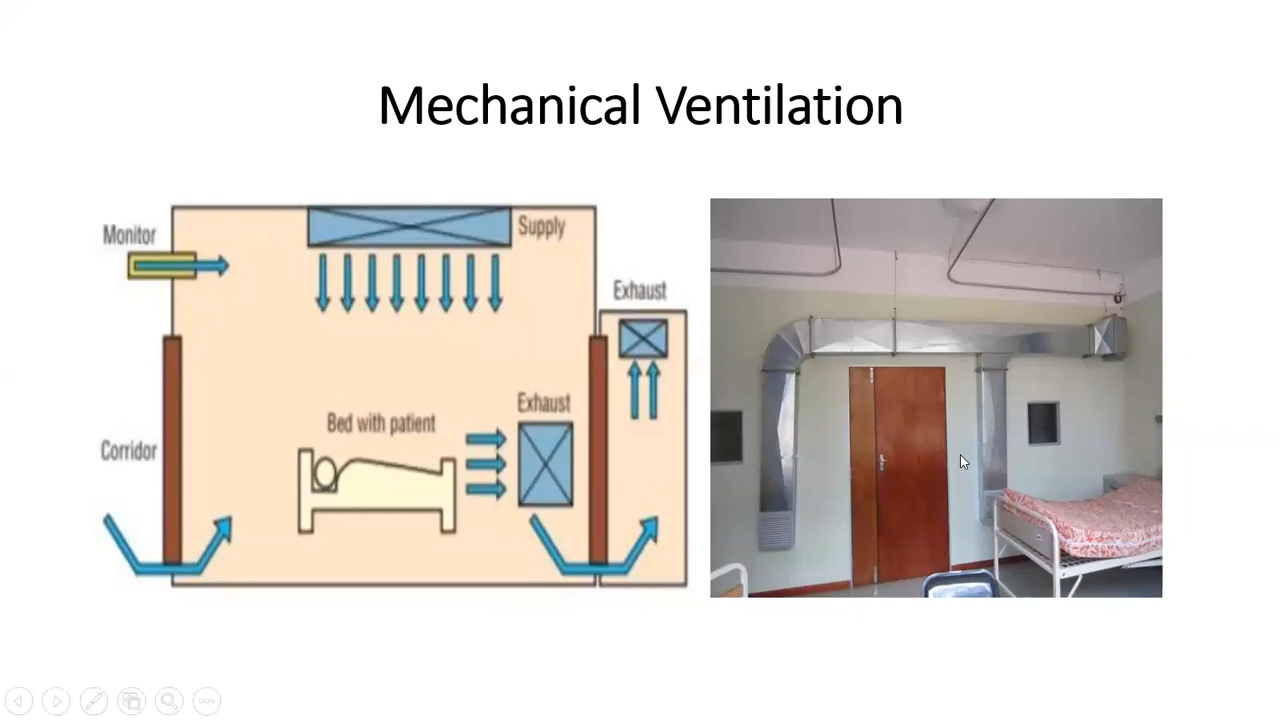 Mechanical Ventilation
Monitor
Supply
Exhaust
Exhaust
Bed with patient
Corridor